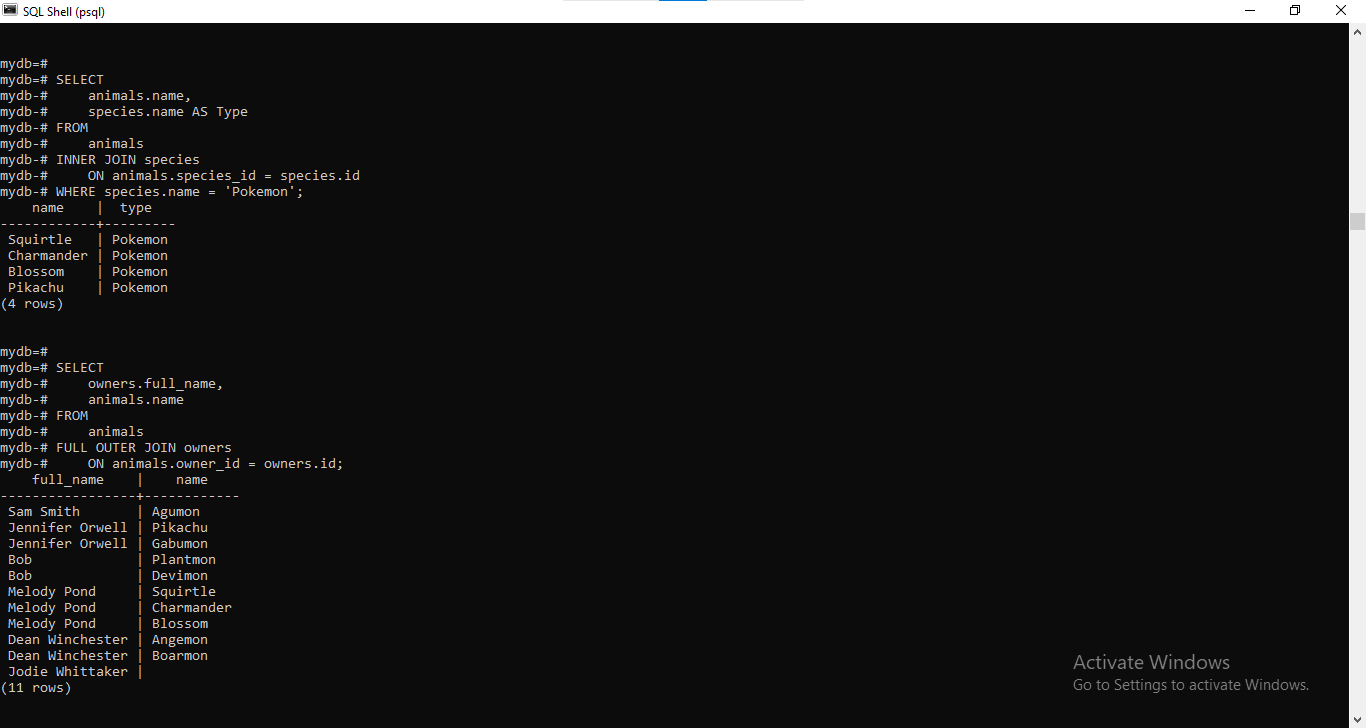 SQL Shell (psql)
mydb=#
mydb=# SELECT
mydb-#     animals.name,
mydb-#     species.name AS Type
mydb-# FROM
mydb-#     animals
mydb-# INNER JOIN species
mydb-#     ON animals.species_id = species.id
mydb-# WHERE species.name = 'Pokemon';
    name    |  type
------------+---------
 Squirtle   | Pokemon
 Charmander | Pokemon
 Blossom    | Pokemon
 Pikachu    | Pokemon
(4 rows)
mydb=#
mydb=# SELECT
mydb-#     owners.full_name,
mydb-#     animals.name
mydb-# FROM
mydb-#     animals
mydb-# FULL OUTER JOIN owners
mydb-#     ON animals.owner_id = owners.id;
    full_name    |    name
-----------------+------------
 Sam Smith       | Agumon
 Jennifer Orwell | Pikachu
 Jennifer Orwell | Gabumon
 Bob             | Plantmon
 Bob             | Devimon
 Melody Pond     | Squirtle
 Melody Pond     | Charmander
 Melody Pond     | Blossom
 Dean Winchester | Angemon
 Dean Winchester | Boarmon
 Jodie Whittaker |
(11 rows)
Activate Windows
Go to Settings to activate Windows.